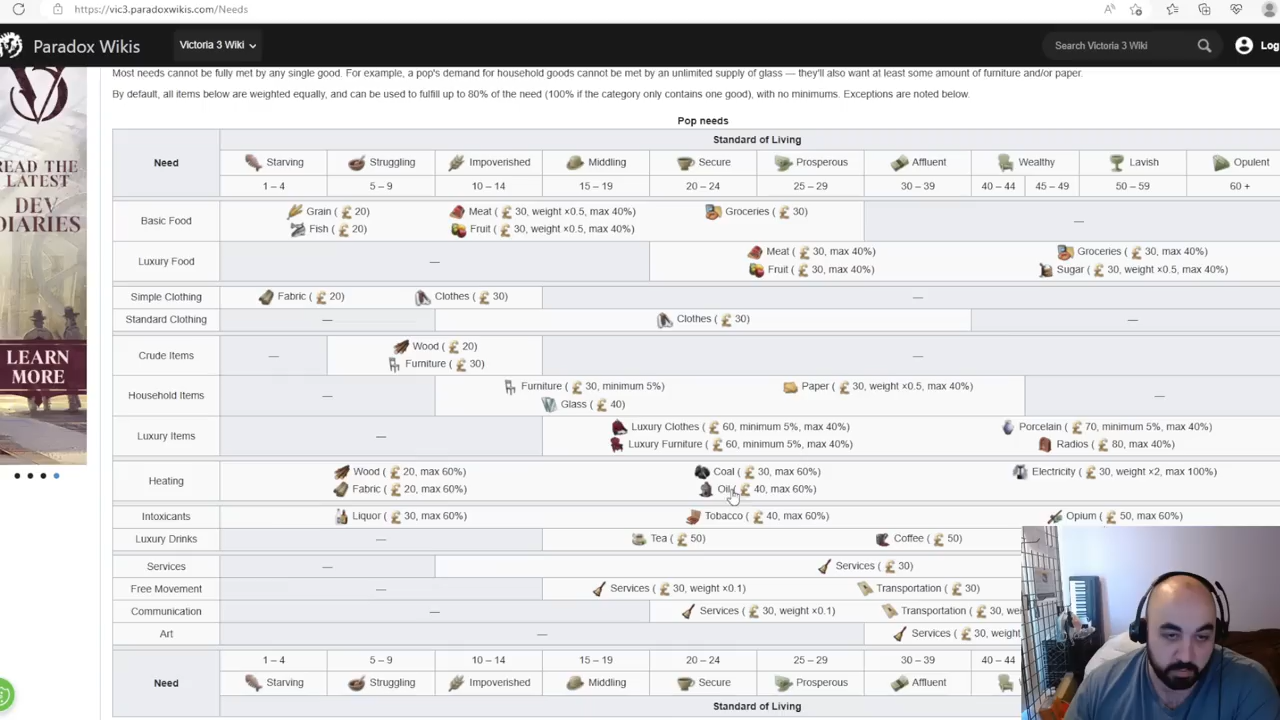 https://vic3.paradoxwikis.com/Needs
Paradox Wikis
Victoria 3 Wiki
Search Victoria 3 Wiki
Log
Most needs cannot be fully met by any single good. For example, a pop's demand for household goods cannot be met by an unlimited supply of glass — they'll also want at least some amount of furniture and/or paper.
By default, all items below are weighted equally, and can be used to fulfill up to 80% of the need (100% if the category only contains one good), with no minimums. Exceptions are noted below.
READ THE
LATEST
DEV
DIARIES
LEARN
MORE
Pop needs
Need
Standard of Living
Starving Struggling Impoverished Middling Secure Prosperous Affluent Wealthy Lavish Opulent
1 – 4 5 – 9 10 – 14 15 – 19 20 – 24 25 – 29 30 – 39 40 – 44 45 – 49 50 – 59 60 +
Basic Food
Grain ( £ 20) Meat ( £ 30, weight ×0.5, max 40%) Groceries ( £ 30) —
Fish ( £ 20) Fruit ( £ 30, weight ×0.5, max 40%)
Luxury Food
— Meat ( £ 30, max 40%) Groceries ( £ 30, max 40%)
Fruit ( £ 30, max 40%) Sugar ( £ 30, weight ×0.5, max 40%)
Simple Clothing Fabric ( £ 20) Clothes ( £ 30) —
Standard Clothing — Clothes ( £ 30) —
Crude Items
— Wood ( £ 20) —
Furniture ( £ 30)
Household Items
— Furniture ( £ 30, minimum 5%) Paper ( £ 30, weight ×0.5, max 40%) —
Glass ( £ 40)
Luxury Items
— Luxury Clothes ( £ 60, minimum 5%, max 40%) Porcelain ( £ 70, minimum 5%, max 40%)
Luxury Furniture ( £ 60, minimum 5%, max 40%) Radios ( £ 80, max 40%)
Heating
Wood ( £ 20, max 60%) Coal ( £ 30, max 60%) Electricity ( £ 30, weight ×2, max 100%)
Fabric ( £ 20, max 60%) Oil ( £ 40, max 60%)
Intoxicants Liquor ( £ 30, max 60%) Tobacco ( £ 40, max 60%) Opium ( £ 50, max 60%)
Luxury Drinks — Tea ( £ 50) Coffee ( £ 50)
Services — Services ( £ 30)
Free Movement — Services ( £ 30, weight ×0.1) Transportation ( £ 30)
Communication — Services ( £ 30, weight ×0.1) Transportation ( £ 30, we
Art — Services ( £ 30, weight
Need
1 – 4 5 – 9 10 – 14 15 – 19 20 – 24 25 – 29 30 – 39 40 – 44
Starving Struggling Impoverished Middling Secure Prosperous Affluent
Standard of Living